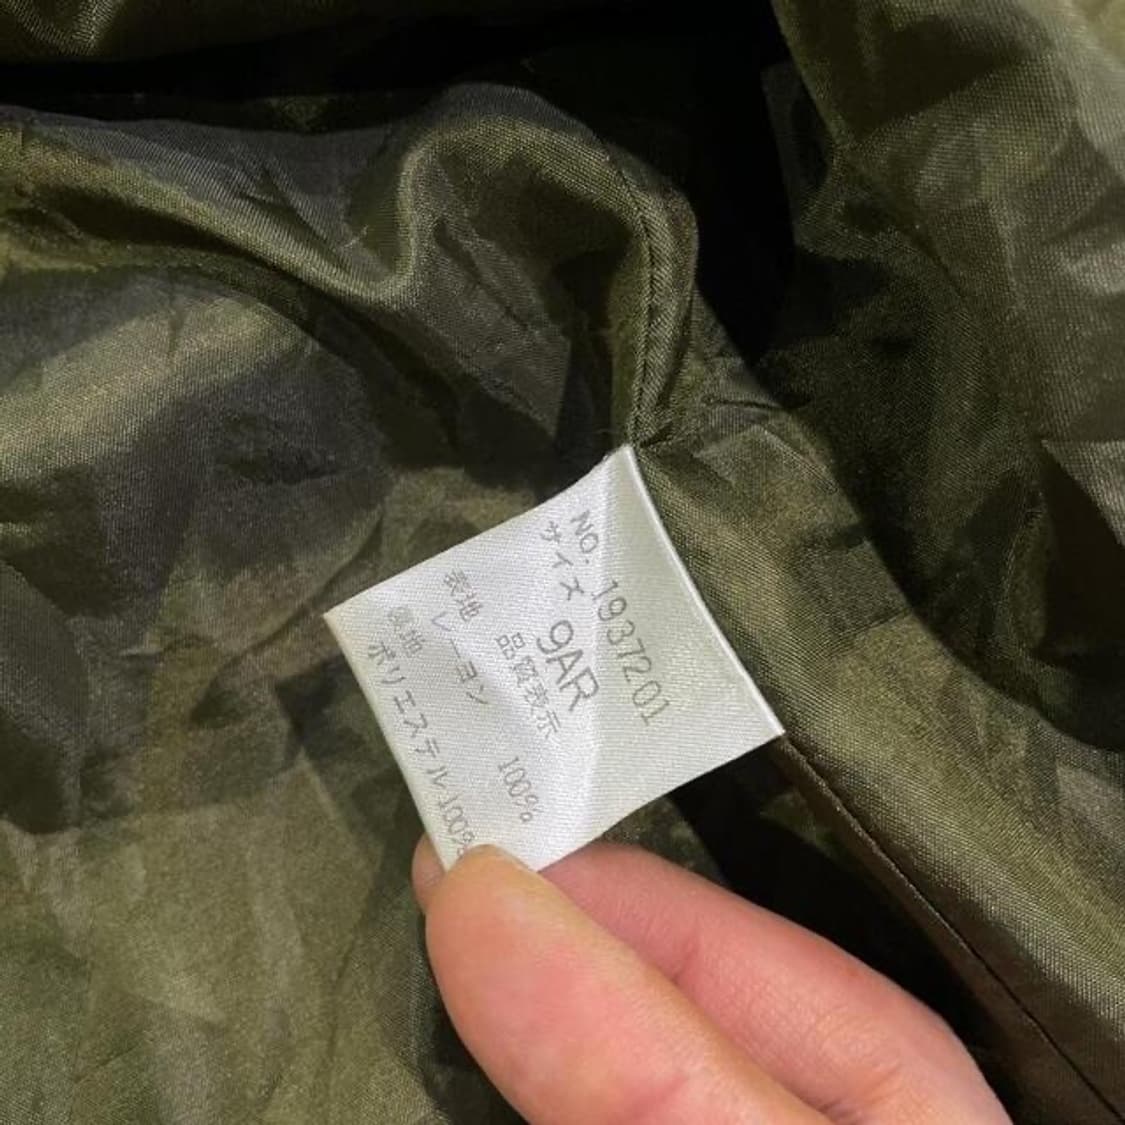 NO. 1937201
サイズ 9AR
品質表示
表地
レーヨン 100%
裏地
ポリエステル 100%